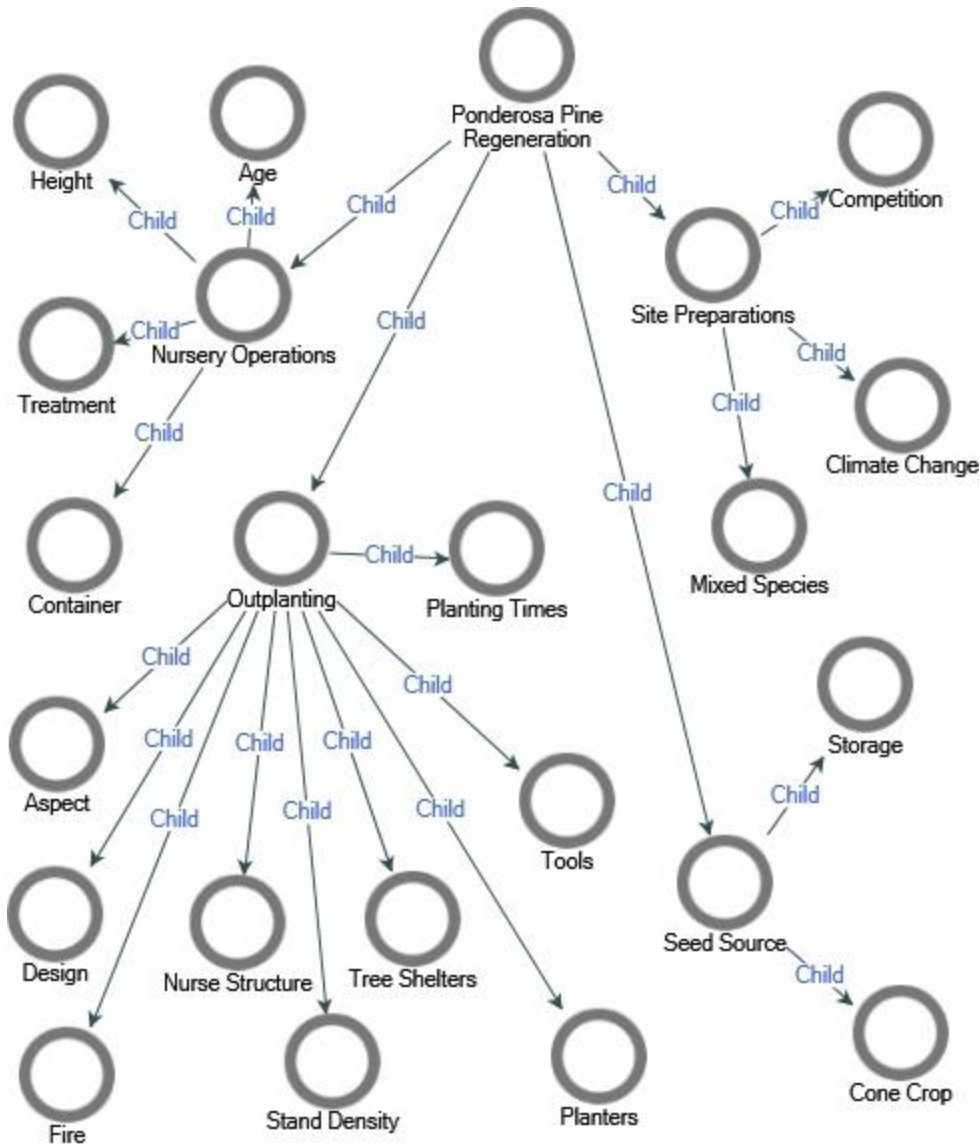 Ponderosa Pine
Regeneration
Height
Age
Competition
Child
Child
Child
Child
Child
Child
Nursery Operations
Site Preparations
Child
Treatment
Child
Child
Child
Child
Climate Change
Child
Mixed Species
Container
Outplanting
Child
Planting Times
Child
Child
Child
Child
Child
Child
Child
Child
Storage
Aspect
Tools
Child
Design
Nurse Structure
Tree Shelters
Seed Source
Child
Fire
Stand Density
Planters
Cone Crop